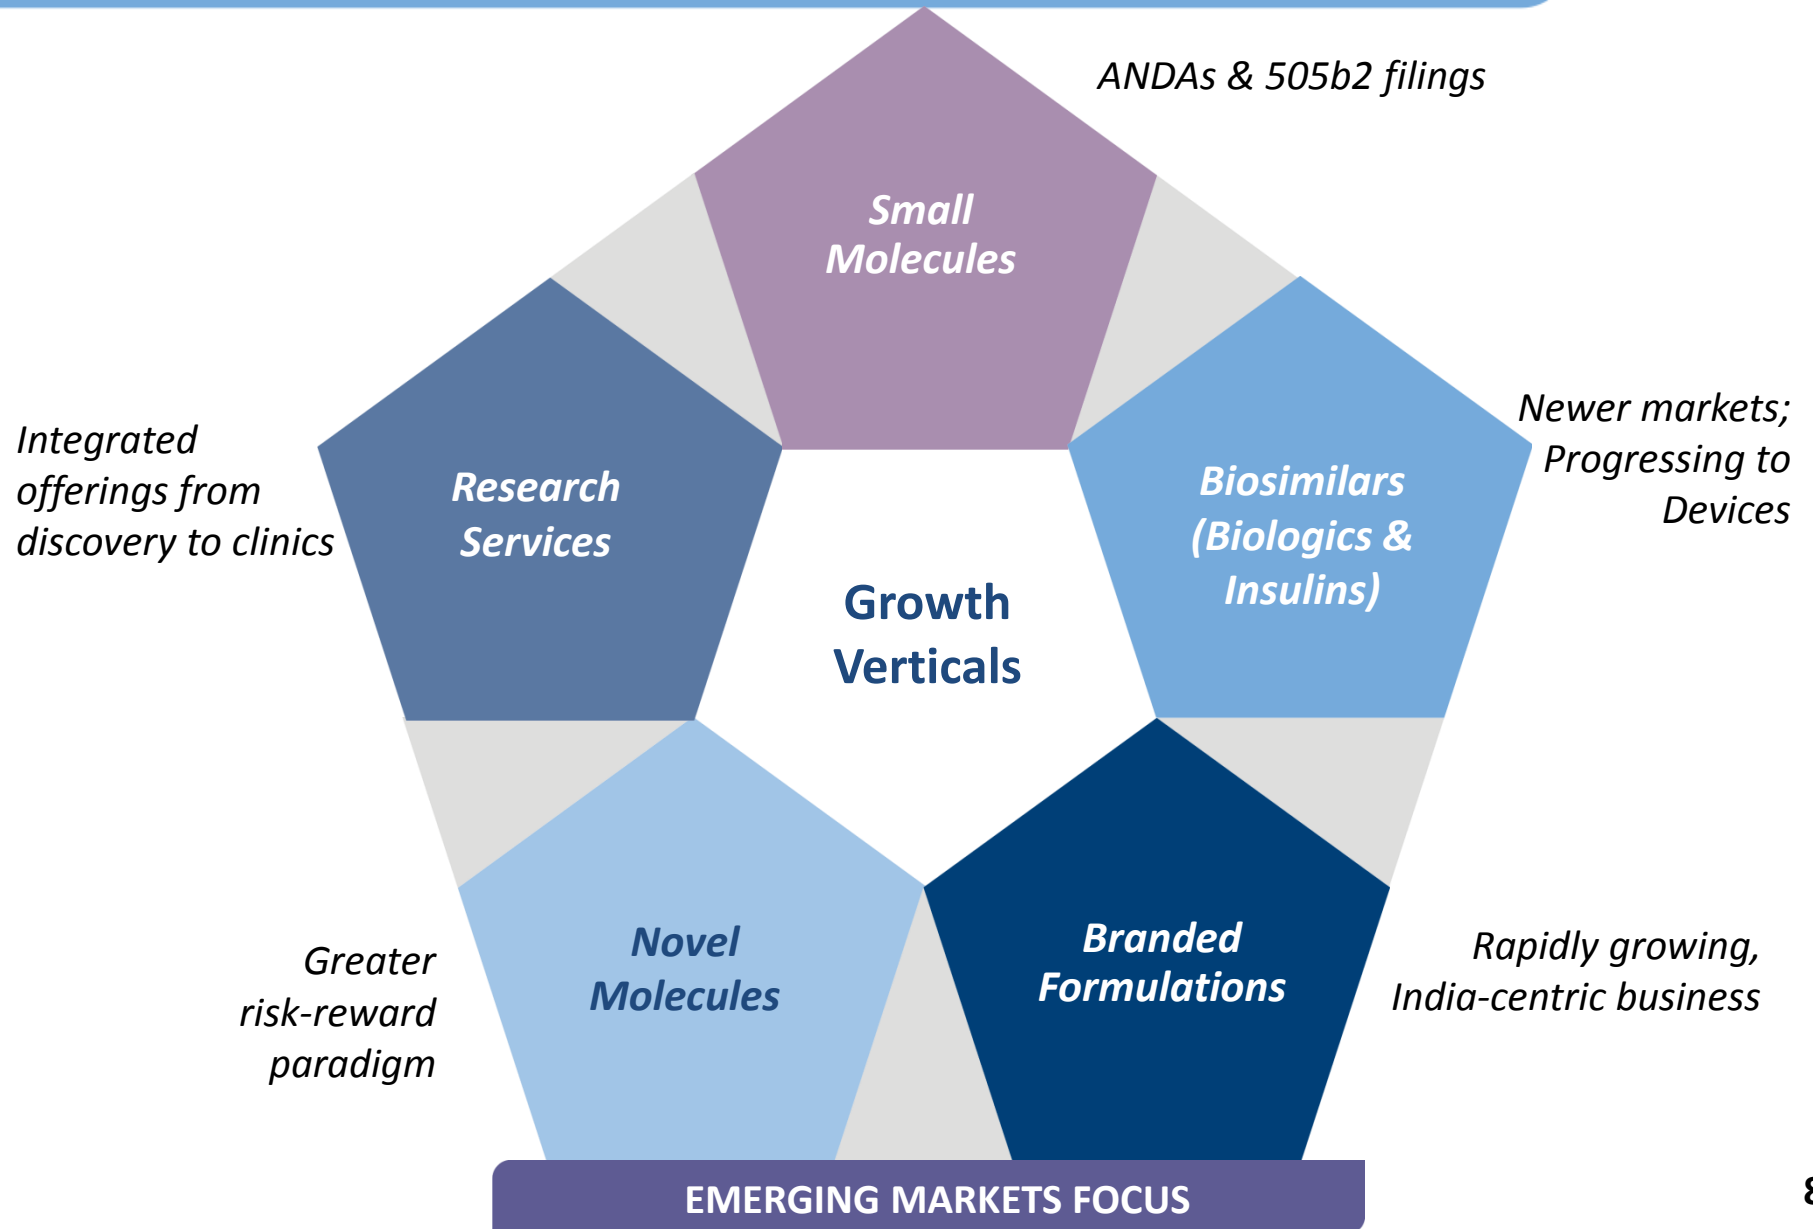 ANDAs & 505b2 filings
Small
Molecules
Integrated
offerings from
discovery to clinics
Research
Services
Newer markets;
Progressing to
Devices
Biosimilars
(Biologics &
Insulins)
Growth
Verticals
Greater
risk-reward
paradigm
Novel
Molecules
Branded
Formulations
Rapidly growing,
India-centric business
EMERGING MARKETS FOCUS